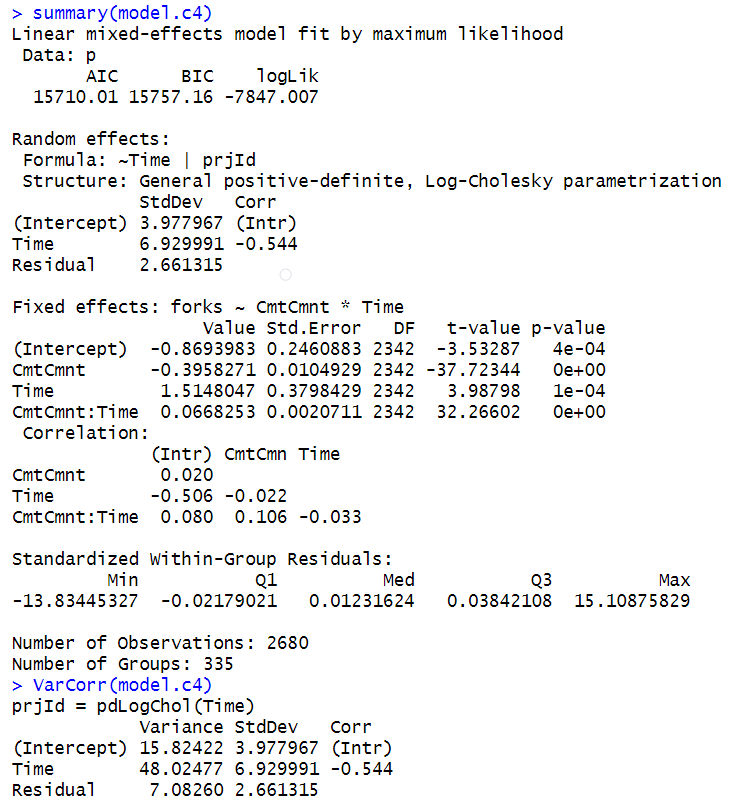 > summary(model.c4)
Linear mixed-effects model fit by maximum likelihood
 Data: p
       AIC      BIC    logLik
  15710.01 15757.16 -7847.007

Random effects:
 Formula: ~Time | prjId
 Structure: General positive-definite, Log-Cholesky parametrization
            StdDev   Corr
(Intercept) 3.977967 (Intr)
Time        6.929991 -0.544
Residual    2.661315

Fixed effects: forks ~ CmtCmnt * Time
                  Value Std.Error   DF   t-value p-value
(Intercept)  -0.8693983 0.2460883 2342  -3.53287   4e-04
CmtCmnt      -0.3958271 0.0104929 2342 -37.72344   0e+00
Time          1.5148047 0.3798429 2342   3.98798   1e-04
CmtCmnt:Time  0.0668253 0.0020711 2342  32.26602   0e+00
 Correlation:
             (Intr) CmtCmn Time
CmtCmnt       0.020
Time         -0.506 -0.022
CmtCmnt:Time  0.080  0.106 -0.033

Standardized Within-Group Residuals:
         Min           Q1          Med           Q3          Max
-13.83445327  -0.02179021   0.01231624   0.03842108  15.10875829

Number of Observations: 2680
Number of Groups: 335
> VarCorr(model.c4)
prjId = pdLogChol(Time)
            Variance StdDev   Corr
(Intercept) 15.82422 3.977967 (Intr)
Time        48.02477 6.929991 -0.544
Residual     7.08260 2.661315